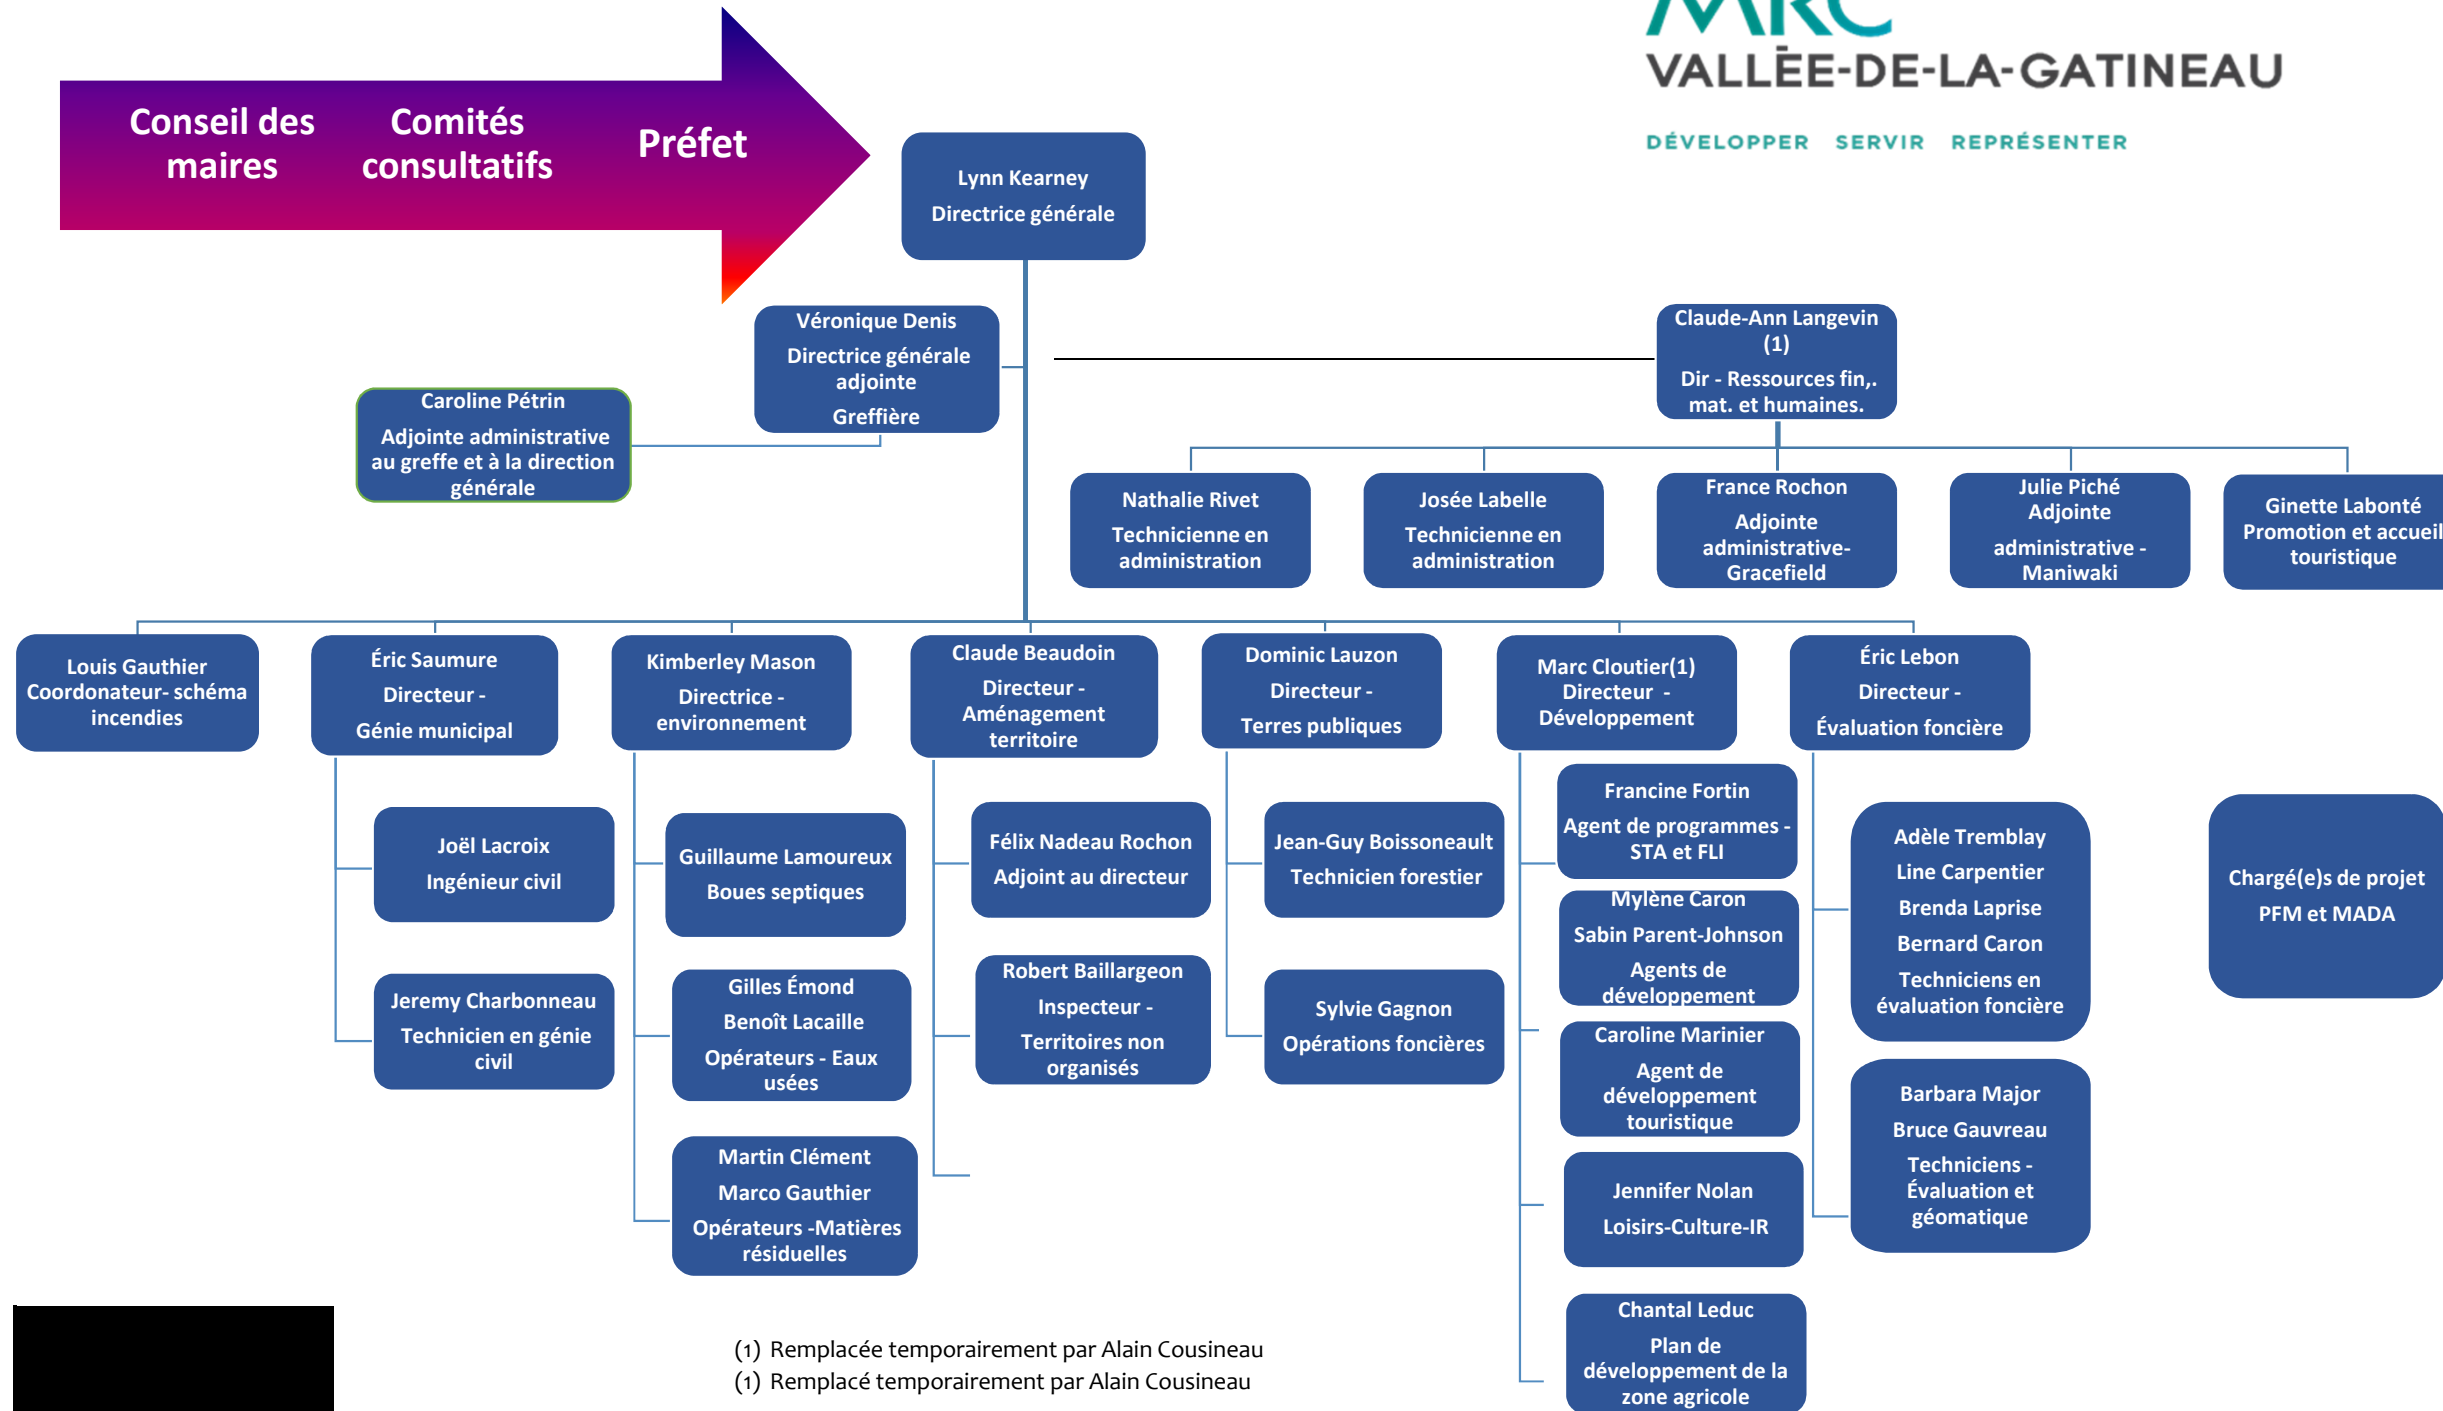 MRC
VALLÉE-DE-LA-GATINEAU
DÉVELOPPER SERVIR REPRÉSENTER
Conseil des
maires
Comités
consultatifs
Préfet
Lynn Kearney
Directrice générale
Véronique Denis
Directrice générale
adjointe
Greffière
Caroline Pétrin
Adjointe administrative
au greffe et à la direction
générale
Claude-Ann Langevin
(1)
Dir - Ressources fin,.
mat. et humaines.
Nathalie Rivet
Technicienne en
administration
Josée Labelle
Technicienne en
administration
France Rochon
Adjointe
administrative-
Gracefield
Julie Piché
Adjointe
administrative -
Maniwaki
Ginette Labonté
Promotion et accueil
touristique
Louis Gauthier
Coordonateur- schéma
incendies
Éric Saumure
Directeur -
Génie municipal
Kimberley Mason
Directrice -
environnement
Claude Beaudoin
Directeur -
Aménagement
territoire
Dominic Lauzon
Directeur -
Terres publiques
Marc Cloutier(1)
Directeur -
Développement
Éric Lebon
Directeur -
Évaluation foncière
Joël Lacroix
Ingénieur civil
Jeremy Charbonneau
Technicien en génie
civil
Guillaume Lamoureux
Boues septiques
Gilles Émond
Benoît Lacaille
Opérateurs - Eaux
usées
Martin Clément
Marco Gauthier
Opérateurs -Matières
résiduelles
Félix Nadeau Rochon
Adjoint au directeur
Robert Baillargeon
Inspecteur -
Territoires non
organisés
Jean-Guy Boissoneault
Technicien forestier
Sylvie Gagnon
Opérations foncières
Francine Fortin
Agent de programmes -
STA et FLI
Mylène Caron
Sabin Parent-Johnson
Agents de
développement
Caroline Marinier
Agent de
développement
touristique
Jennifer Nolan
Loisirs-Culture-IR
Chantal Leduc
Plan de
développement de la
zone agricole
Adèle Tremblay
Line Carpentier
Brenda Laprise
Bernard Caron
Techniciens en
évaluation foncière
Barbara Major
Bruce Gauvreau
Techniciens -
Évaluation et
géomatique
Chargé(e)s de projet
PFM et MADA
(1) Remplacée temporairement par Alain Cousineau
(1) Remplacé temporairement par Alain Cousineau